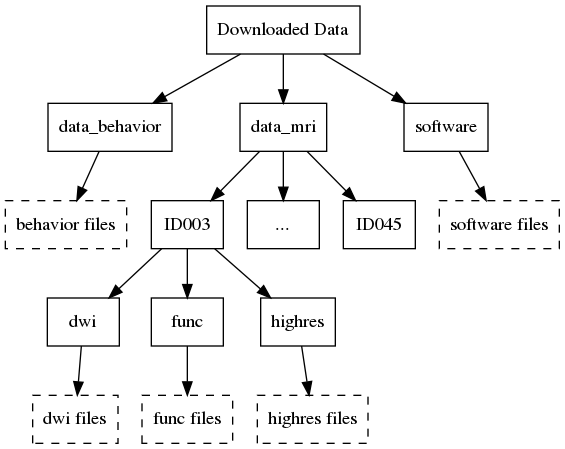 Downloaded Data
data_behavior
data_mri
software
behavior files
ID003
...
ID045
software files
dwi
func
highres
dwi files
func files
highres files